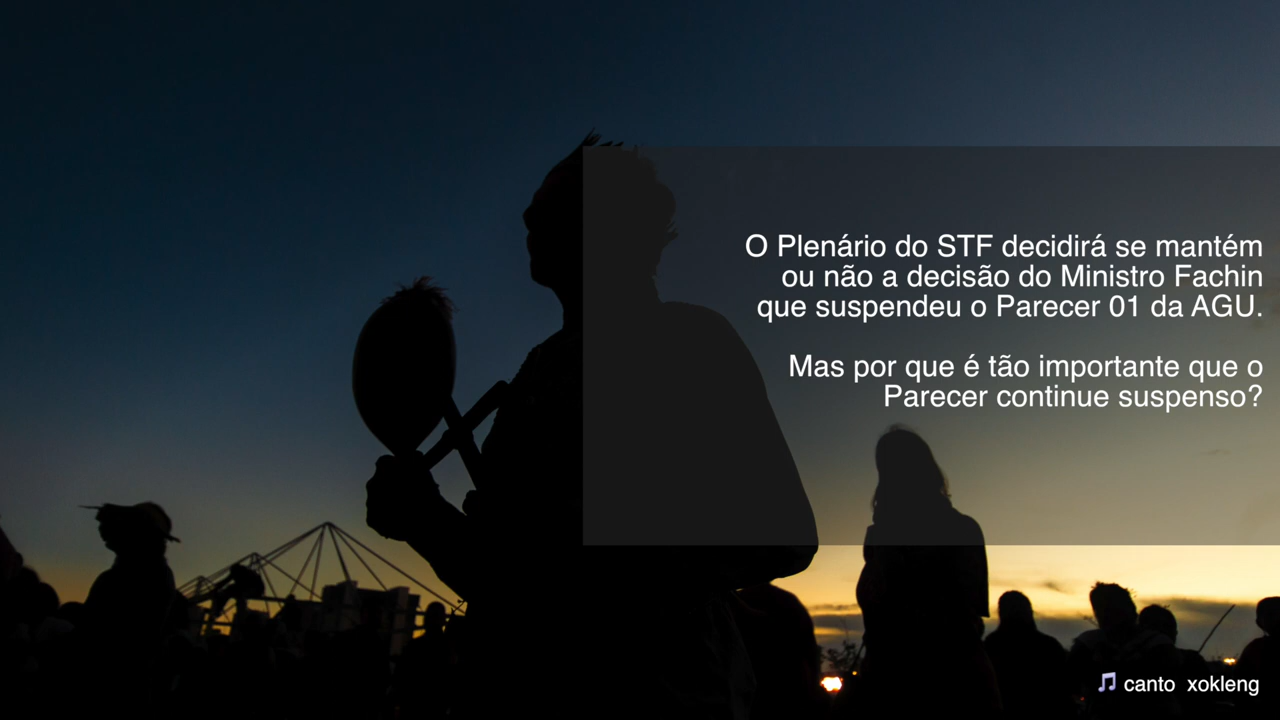 O Plenário do STF decidirá se mantém
ou não a decisão do Ministro Fachin
que suspendeu o Parecer 01 da AGU.
Mas por que é tão importante que o
Parecer continue suspenso?
🎵 canto xokleng